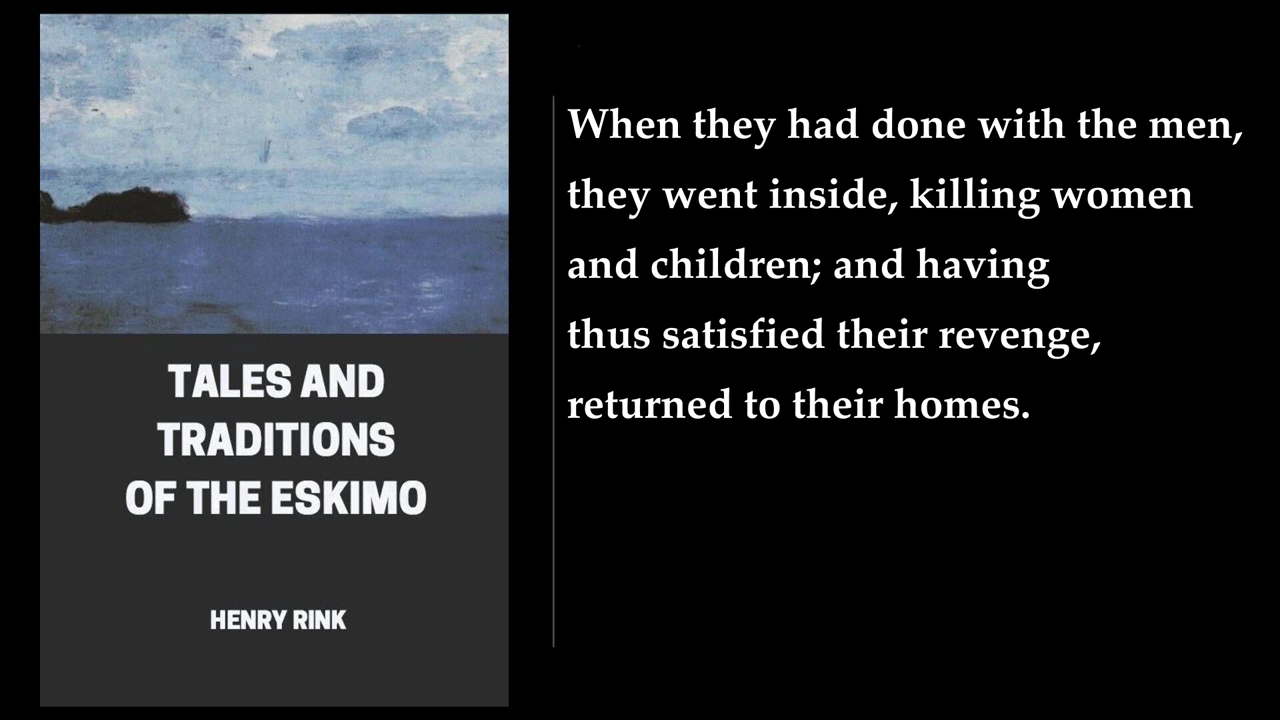 TALES AND
TRADITIONS
OF THE ESKIMO
HENRY RINK
When they had done with the men,
they went inside, killing women
and children; and having
thus satisfied their revenge,
returned to their homes.